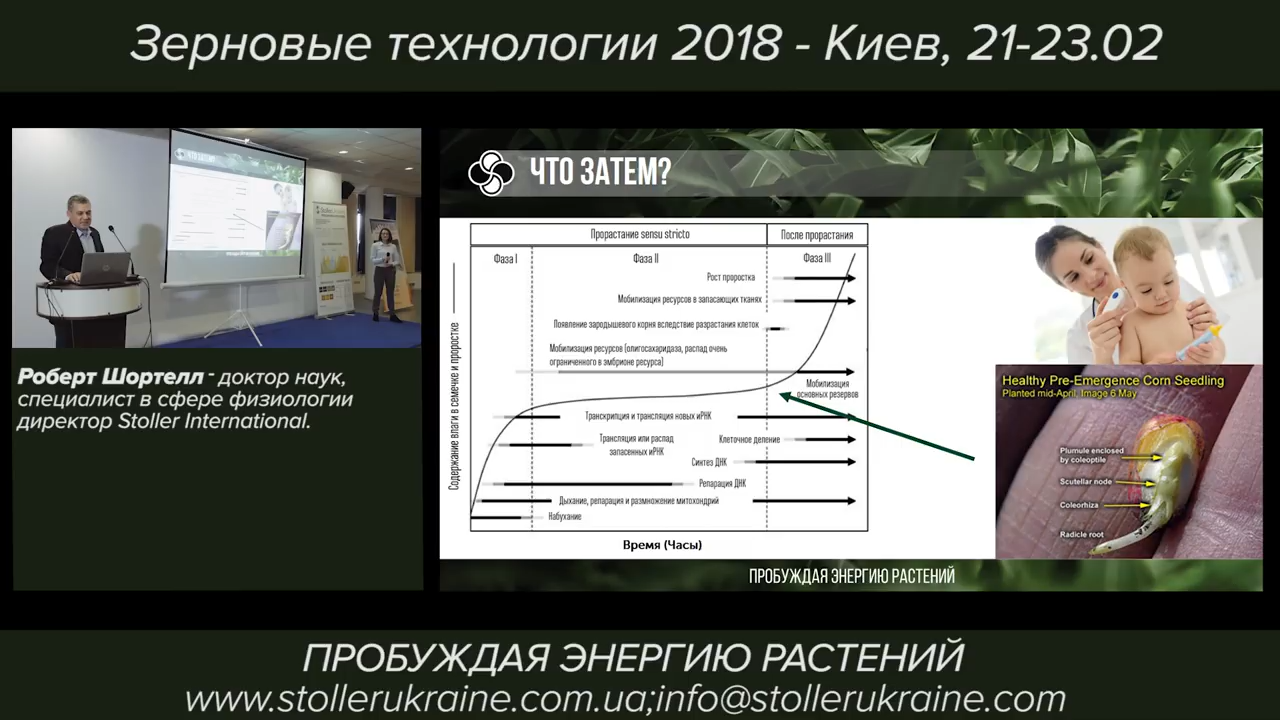 Зерновые технологии 2018 - Киев, 21-23.02
ЧТО ЗАТЕМ?
Роберт Шортелл - доктор наук,
специалист в сфере физиологии
директор Stoller International.
ЧТО ЗАТЕМ?
Прорастание sensu stricto
После прорастания
Фаза I
Фаза II
Фаза III
Рост проростка
Мобилизация ресурсов в запасающих тканях
Появление зародышевого корня вследствие разрастания клеток
Мобилизация ресурсов (олигосахаридаза, распад очень
ограниченного в эмбрионе ресурса)
Мобилизация
основных резервов
Транскрипция и трансляция новых иРНК
Трансляция или распад
запасенных иРНК
Клеточное деление
Синтез ДНК
Репарация ДНК
Дыхание, репарация и размножение митохондрий
Набухание
Содержание влаги в семечке и проростке
Время (Часы)
Healthy Pre-Emergence Corn Seedling
Planted mid-April, Image 6 May
Plumule enclosed
by coleoptile
Scutellar node
Coleorhiza
Radicle root
ПРОБУЖДАЯ ЭНЕРГИЮ РАСТЕНИЙ
ПРОБУЖДАЯ ЭНЕРГИЮ РАСТЕНИЙ
www.stollerukraine.com.ua;info@stollerukraine.com